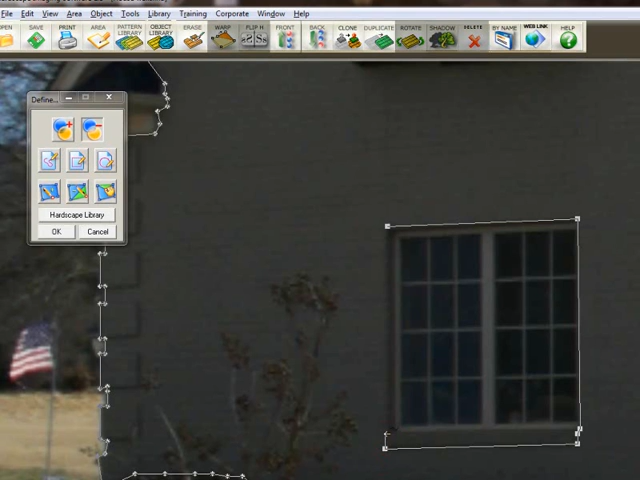 File Edit View Area Object Tools Library Training Corporate Window Help
OPEN SAVE PRINT AREA PATTERN LIBRARY OBJECT LIBRARY ERASE WARP FLIP H FRONT BACK CLONE DUPLICATE ROTATE SHADOW DELETE BY NAME WEB LINK HELP
Define...
Hardscape Library
OK Cancel